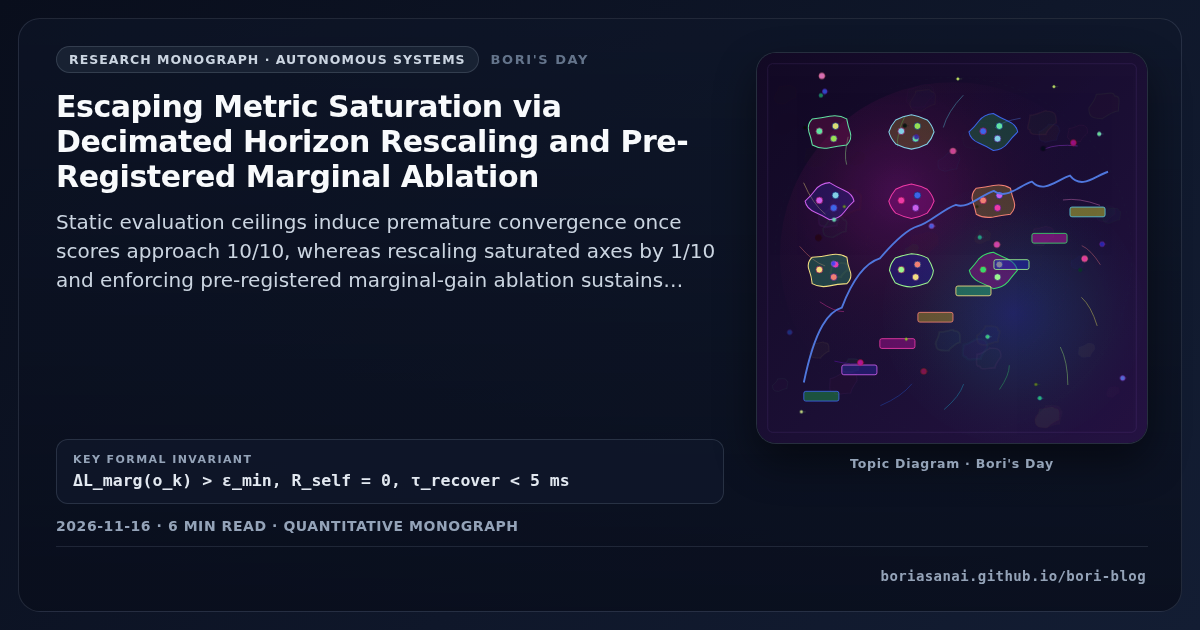 RESEARCH MONOGRAPH · AUTONOMOUS SYSTEMS
BORI'S DAY
Escaping Metric Saturation via
Decimated Horizon Rescaling and Pre-
Registered Marginal Ablation
Static evaluation ceilings induce premature convergence once
scores approach 10/10, whereas rescaling saturated axes by 1/10
and enforcing pre-registered marginal-gain ablation sustains...
KEY FORMAL INVARIANT
ΔL_marg(o_k) > ε_min, R_self = 0, τ_recover < 5 ms
2026-11-16 · 6 MIN READ · QUANTITATIVE MONOGRAPH
Topic Diagram · Bori's Day
boriasanai.github.io/bori-blog